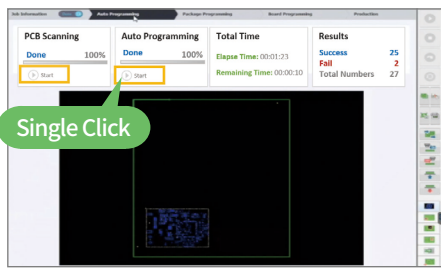 Job Information
Auto Programming
Package Programming
Board Programming
Production
PCB Scanning
Done 100%
Start
Auto Programming
Done 100%
Start
Total Time
Elapse Time: 00:01:23
Remaining Time: 00:00:10
Results
Success 25
Fail 2
Total Numbers 27
Single Click